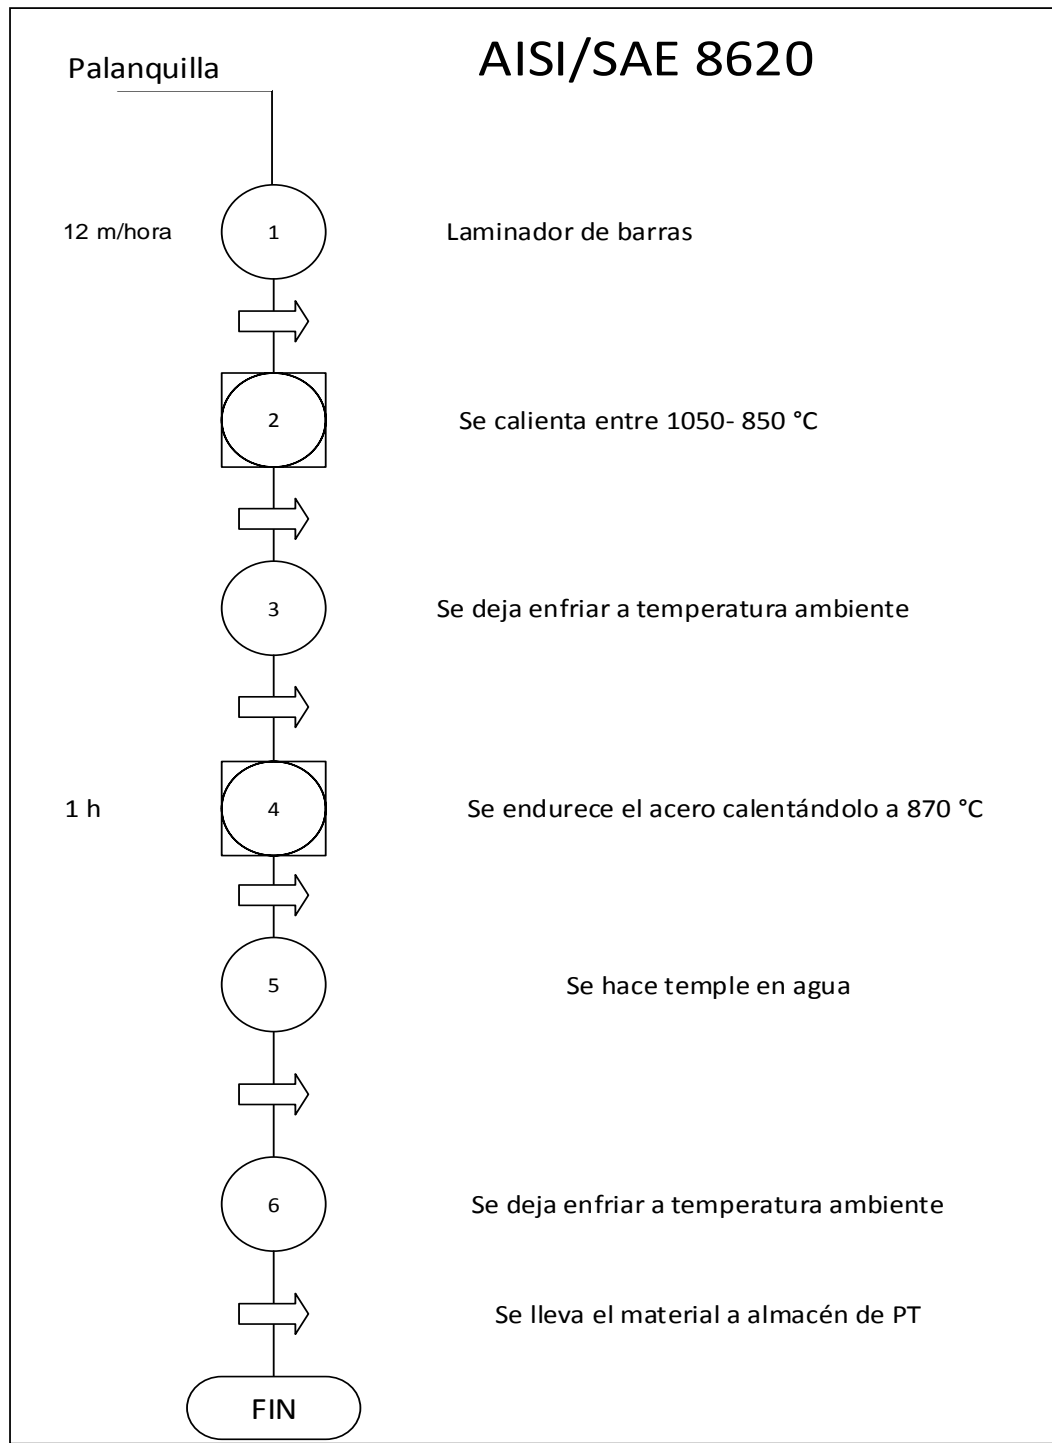 AISI/SAE 8620
Palanquilla
12 m/hora
1
Laminador de barras
2
Se calienta entre 1050- 850 °C
3
Se deja enfriar a temperatura ambiente
1 h
4
Se endurece el acero calentándolo a 870 °C
5
Se hace temple en agua
6
Se deja enfriar a temperatura ambiente
Se lleva el material a almacén de PT
FIN